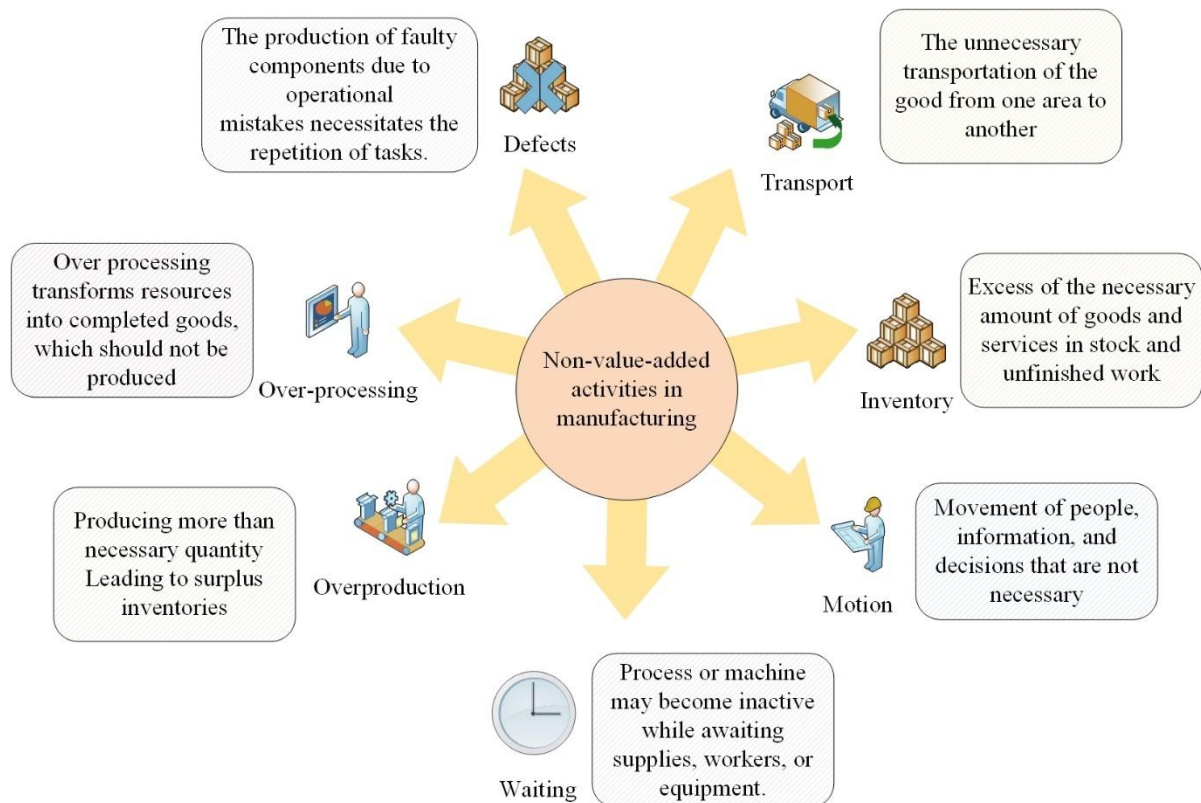 The production of faulty
components due to
operational
mistakes necessitates the
repetition of tasks.
Defects
The unnecessary
transportation of the
good from one area to
another
Transport
Over processing
transforms resources
into completed goods,
which should not be
produced
Over-processing
Non-value-added
activities in
manufacturing
Excess of the necessary
amount of goods and
services in stock and
unfinished work
Inventory
Producing more than
necessary quantity
Leading to surplus
inventories
Overproduction
Movement of people,
information, and
decisions that are not
necessary
Motion
Process or machine
may become inactive
while awaiting
supplies, workers, or
equipment.
Waiting